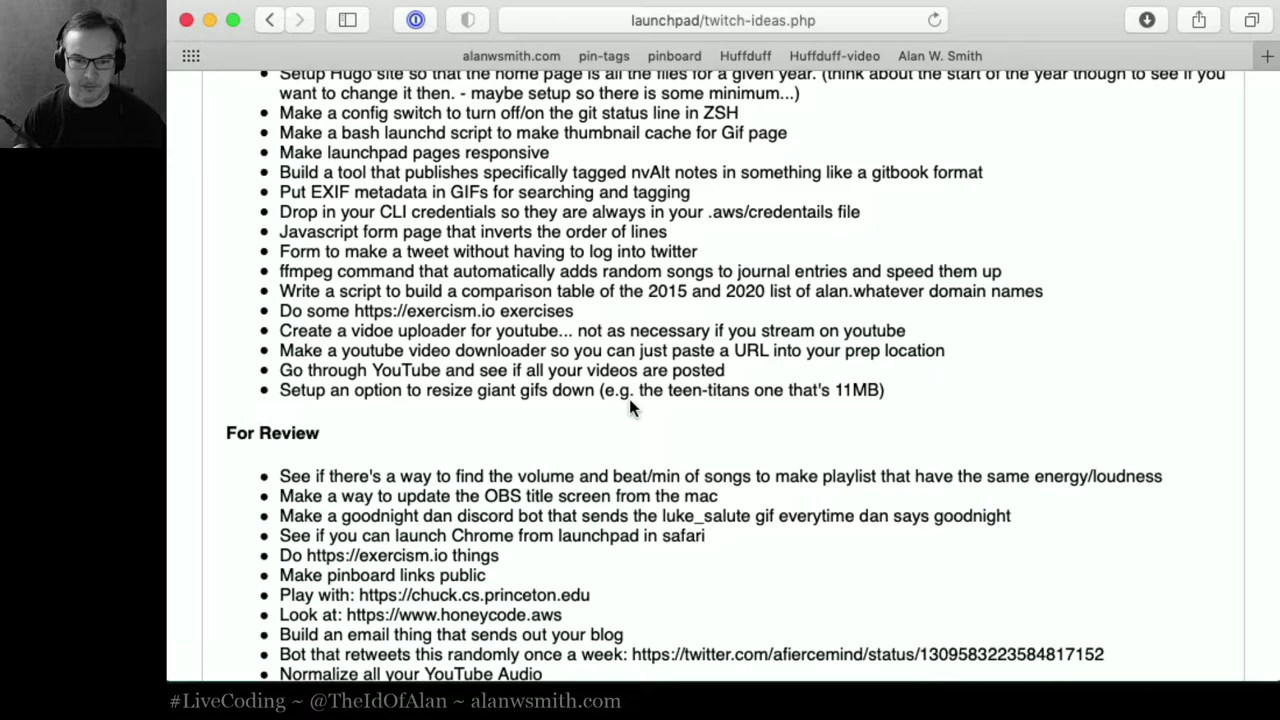 launchpad/twitch-ideas.php
alanwsmith.com pin-tags pinboard Huffduff Huffduff-video Alan W. Smith
Setup Hugo site so that the home page is all the files for a given year. (think about the start of the year though to see if you
want to change it then. - maybe setup so there is some minimum...)
Make a config switch to turn off/on the git status line in ZSH
Make a bash launchd script to make thumbnail cache for Gif page
Make launchpad pages responsive
Build a tool that publishes specifically tagged nvAlt notes in something like a gitbook format
Put EXIF metadata in GIFs for searching and tagging
Drop in your CLI credentials so they are always in your .aws/credentails file
Javascript form page that inverts the order of lines
Form to make a tweet without having to log into twitter
ffmpeg command that automatically adds random songs to journal entries and speed them up
Write a script to build a comparison table of the 2015 and 2020 list of alan.whatever domain names
Do some https://exercism.io exercises
Create a vidoe uploader for youtube... not as necessary if you stream on youtube
Make a youtube video downloader so you can just paste a URL into your prep location
Go through YouTube and see if all your videos are posted
Setup an option to resize giant gifs down (e.g. the teen-titans one that's 11MB)
For Review
See if there's a way to find the volume and beat/min of songs to make playlist that have the same energy/loudness
Make a way to update the OBS title screen from the mac
Make a goodnight dan discord bot that sends the luke_salute gif everytime dan says goodnight
See if you can launch Chrome from launchpad in safari
Do https://exercism.io things
Make pinboard links public
Play with: https://chuck.cs.princeton.edu
Look at: https://www.honeycode.aws
Build an email thing that sends out your blog
Bot that retweets this randomly once a week: https://twitter.com/afiercemind/status/1309583223584817152
Normalize all your YouTube Audio
#LiveCoding ~ @TheIdOfAlan ~ alanwsmith.com